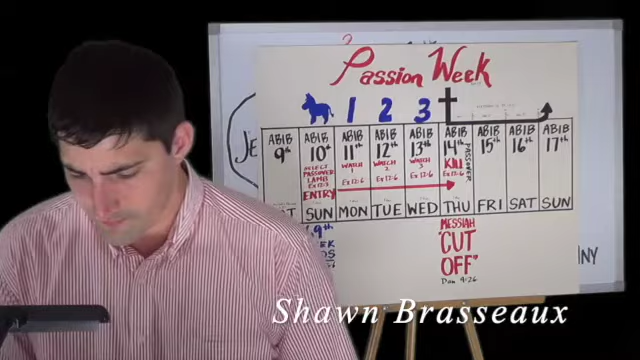 Passion Week
1 2 3
ABIB ABIB ABIB ABIB ABIB ABIB ABIB ABIB ABIB
9th 10th 11th 12th 13th 14th 15th 16th 17th
SELECT PASSOVER LAMB Ex 12:3
WATCH 1 Ex 12:6
WATCH 2 Ex 12:6
WATCH 3 Ex 12:6
KILL Ex 12:6
PASSOVER
ENTRY
SUN MON TUE WED THU FRI SAT SUN
MESSIAH
"CUT
OFF"
Dan 9:26
Shawn Brasseaux